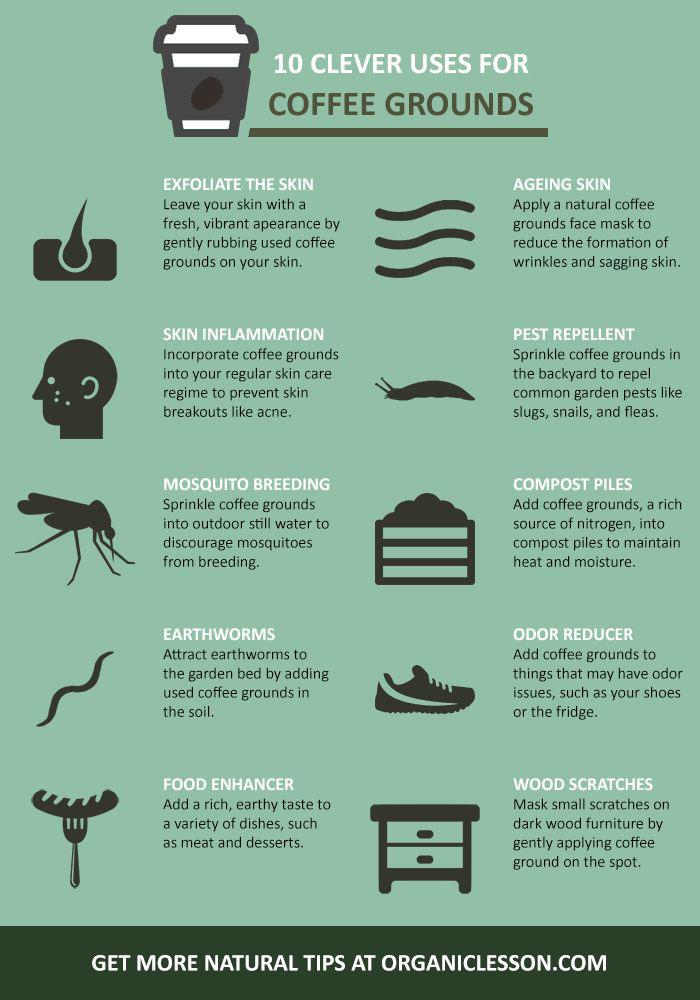 10 CLEVER USES FOR
COFFEE GROUNDS
EXFOLIATE THE SKIN
Leave your skin with a
fresh, vibrant apearance by
gently rubbing used coffee
grounds on your skin.
AGEING SKIN
Apply a natural coffee
grounds face mask to
reduce the formation of
wrinkles and sagging skin.
SKIN INFLAMMATION
Incorporate coffee grounds
into your regular skin care
regime to prevent skin
breakouts like acne.
PEST REPELLENT
Sprinkle coffee grounds in
the backyard to repel
common garden pests like
slugs, snails, and fleas.
MOSQUITO BREEDING
Sprinkle coffee grounds
into outdoor still water to
discourage mosquitoes
from breeding.
COMPOST PILES
Add coffee grounds, a rich
source of nitrogen, into
compost piles to maintain
heat and moisture.
EARTHWORMS
Attract earthworms to
the garden bed by adding
used coffee grounds in
the soil.
ODOR REDUCER
Add coffee grounds to
things that may have odor
issues, such as your shoes
or the fridge.
FOOD ENHANCER
Add a rich, earthy taste to
a variety of dishes, such
as meat and desserts.
WOOD SCRATCHES
Mask small scratches on
dark wood furniture by
gently applying coffee
ground on the spot.
GET MORE NATURAL TIPS AT ORGANICLESSON.COM